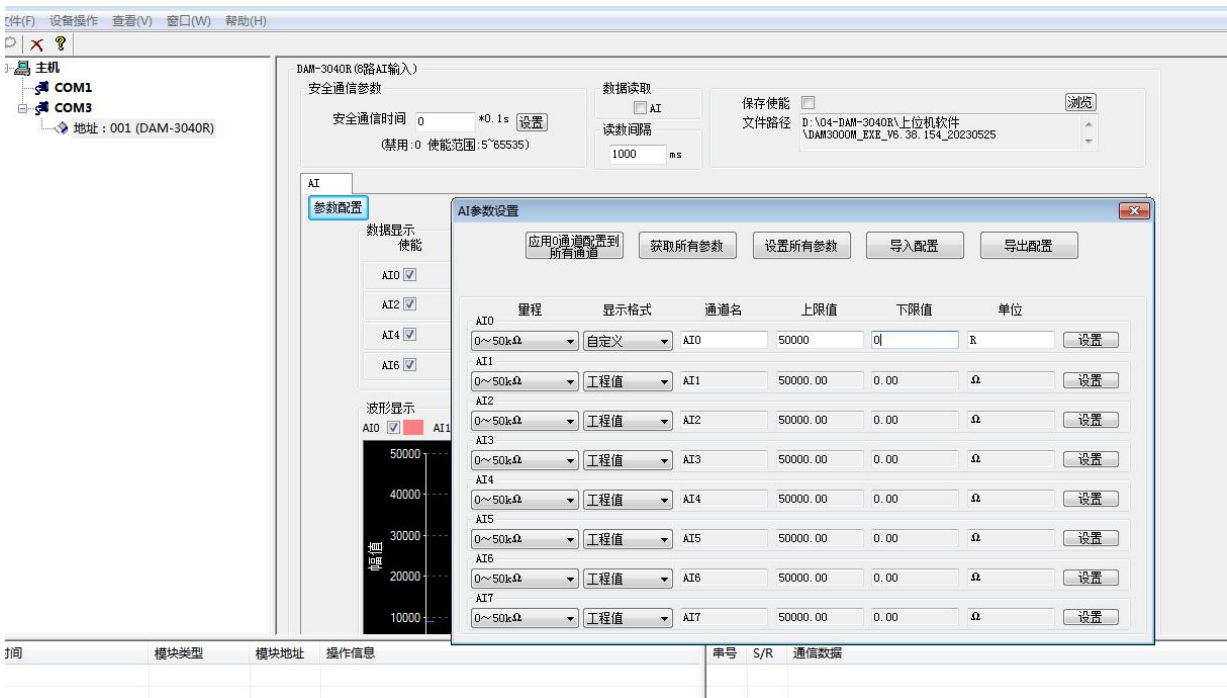 文件(F) 设备操作 查看(V) 窗口(W) 帮助(H)
主机
COM1
COM3
地址：001 (DAM-3040R)
DAM-3040R(8路AI输入)
安全通信参数
安全通信时间 0 *0.1s 设置
(禁用:0 使能范围:5~65535)
数据读取
AI
读数间隔
1000 ms
保存使能
浏览
文件路径 D:\04-DAM-3040R\上位机软件
\DAM3000M_EXE_V6.38.154_20230525
AI
参数配置
数据显示
使能
AI0
AI2
AI4
AI6
波形显示
AI0 AI1
50000
40000
30000
20000
10000
幅值
AI参数设置
应用0通道配置到
所有通道
获取所有参数 设置所有参数 导入配置 导出配置
量程 显示格式 通道名 上限值 下限值 单位
AI0
0～50kΩ 自定义 AI0 50000 0 R 设置
AI1
0～50kΩ 工程值 AI1 50000.00 0.00 Ω 设置
AI2
0～50kΩ 工程值 AI2 50000.00 0.00 Ω 设置
AI3
0～50kΩ 工程值 AI3 50000.00 0.00 Ω 设置
AI4
0～50kΩ 工程值 AI4 50000.00 0.00 Ω 设置
AI5
0～50kΩ 工程值 AI5 50000.00 0.00 Ω 设置
AI6
0～50kΩ 工程值 AI6 50000.00 0.00 Ω 设置
AI7
0～50kΩ 工程值 AI7 50000.00 0.00 Ω 设置
时间 模块类型 模块地址 操作信息
串号 S/R 通信数据